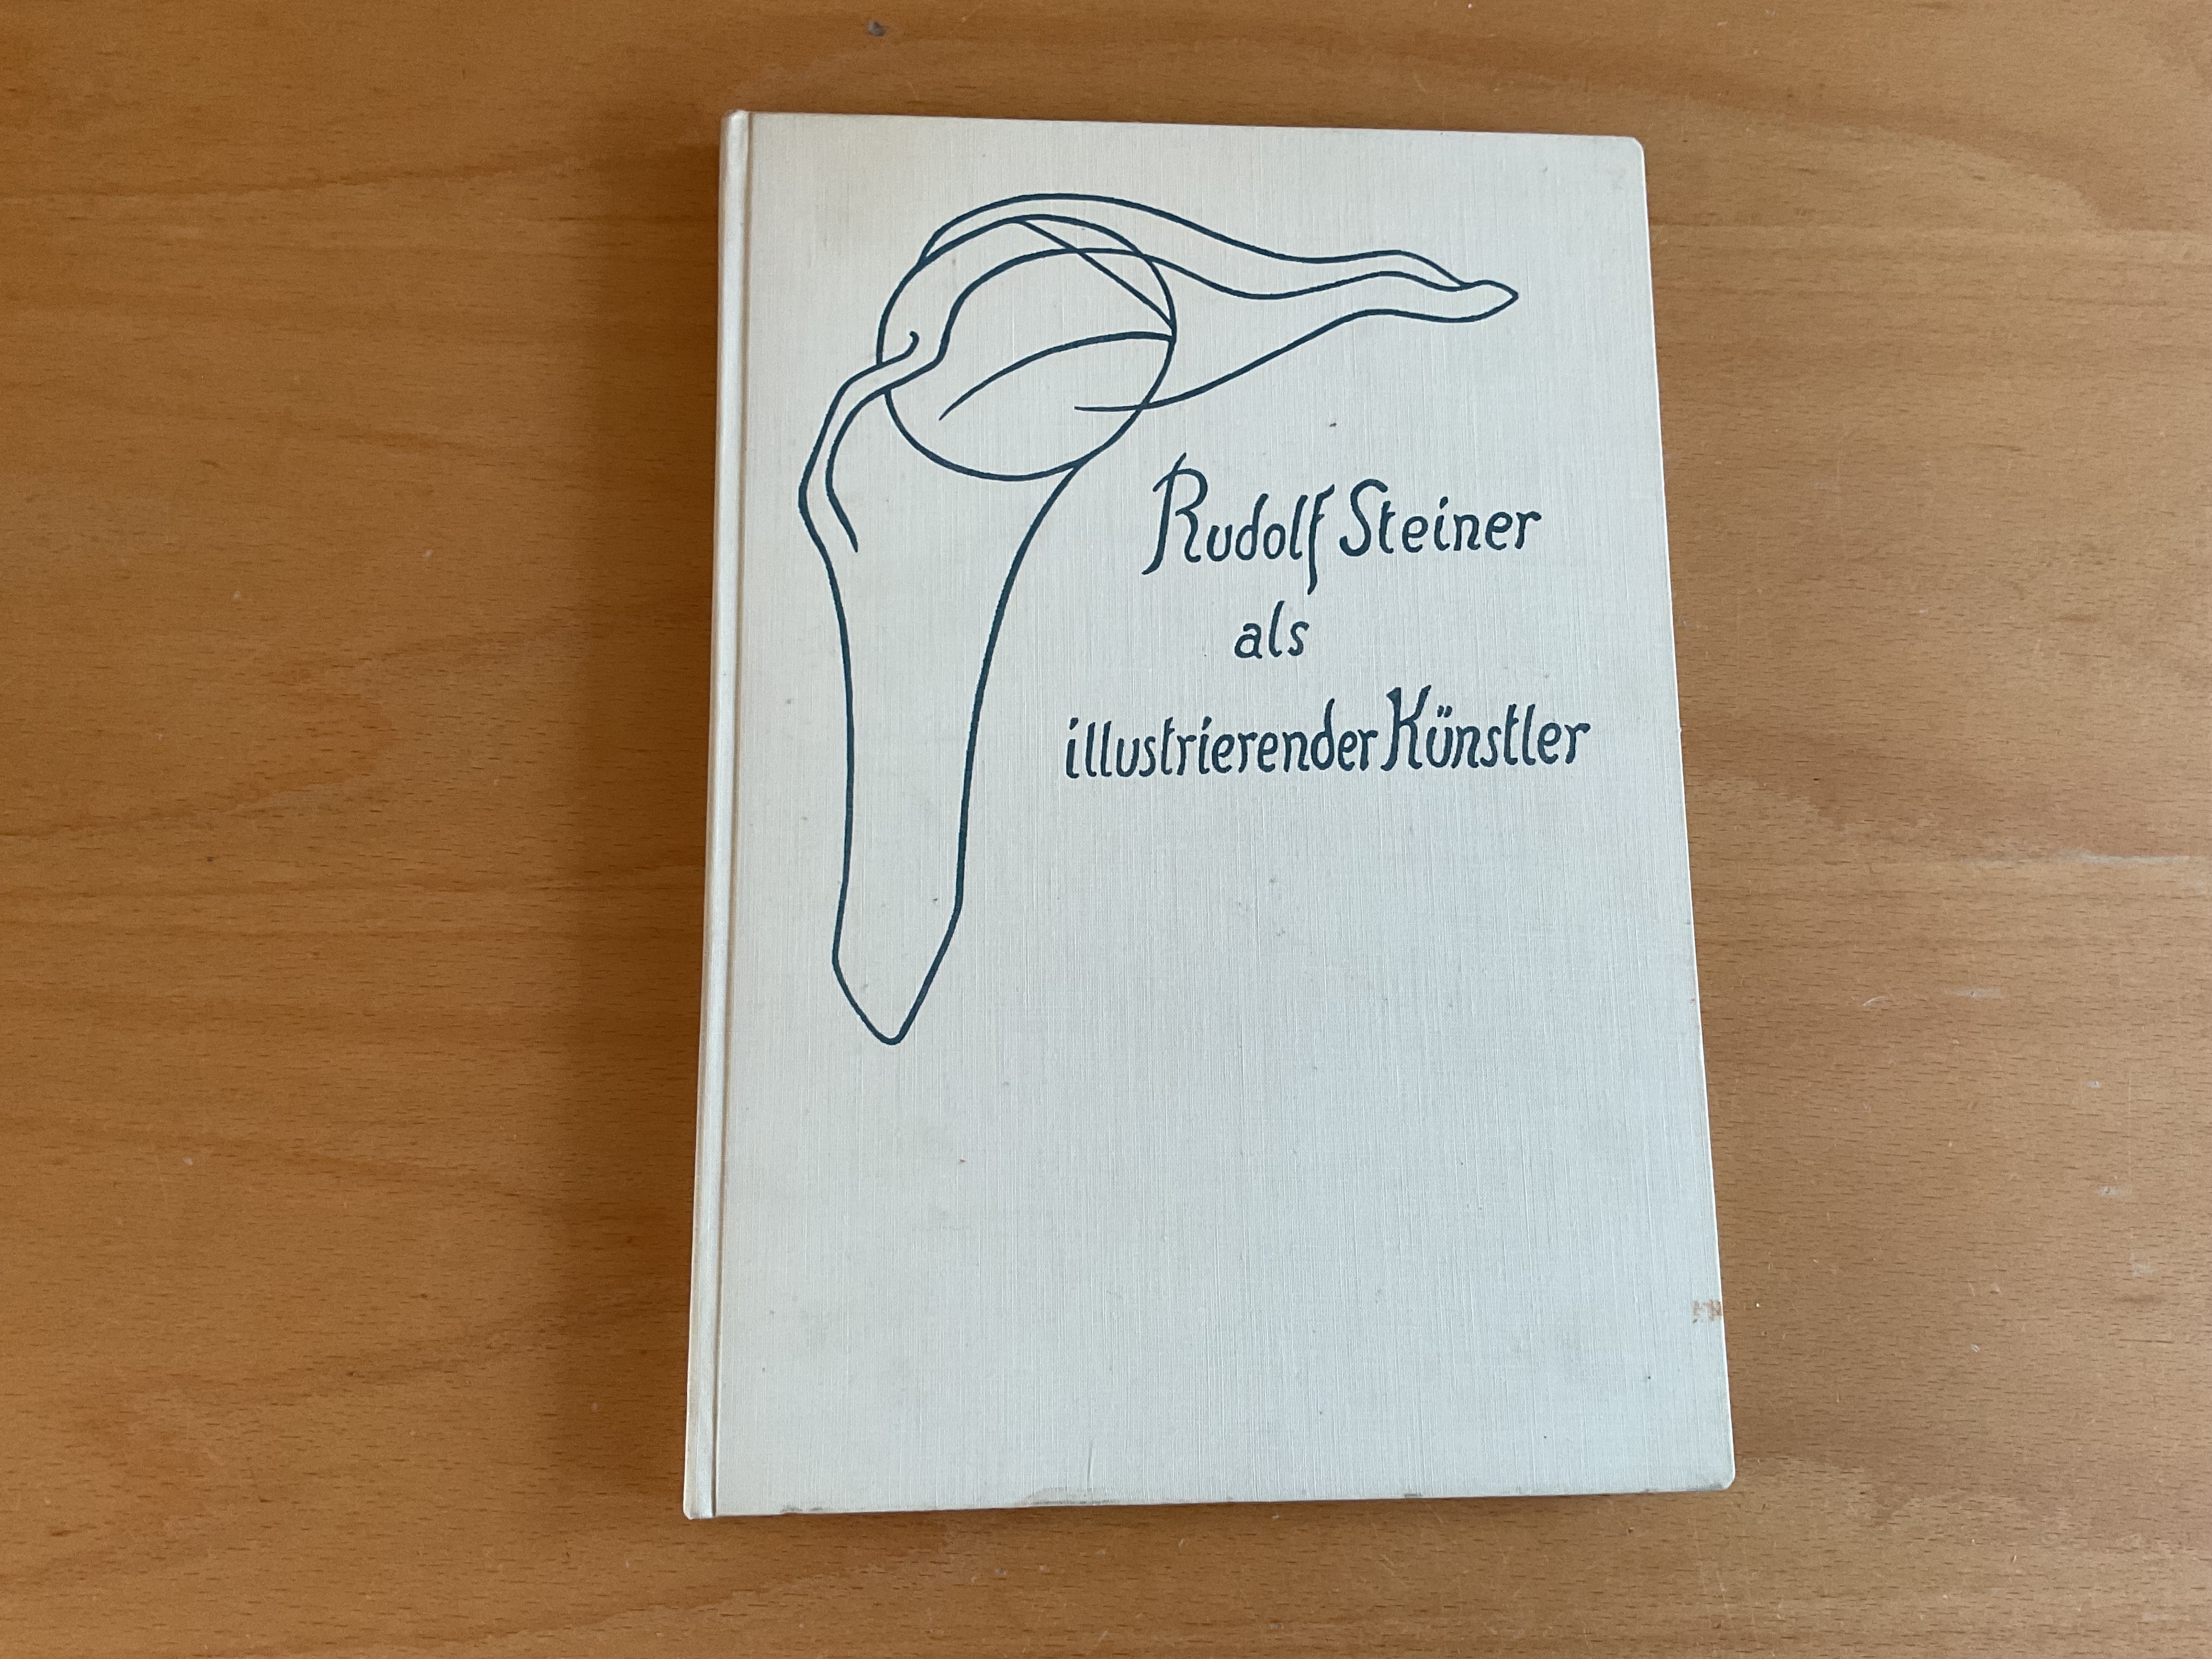 Rudolf Steiner
als
illustrierender Künstler